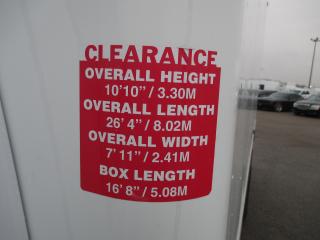 CLEARANCE
OVERALL HEIGHT
10'10" / 3.30M
OVERALL LENGTH
26' 4" / 8.02M
OVERALL WIDTH
7' 11" / 2.41M
BOX LENGTH
16' 8" / 5.08M